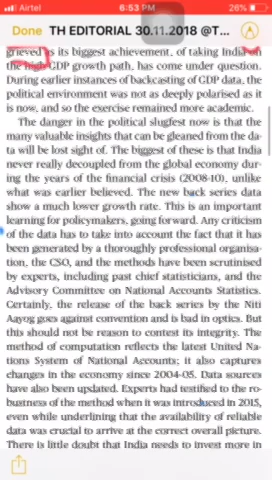 Airtel
6:53 PM
26%
Done
TH EDITORIAL 30.11.2018 @T...
grieved as its biggest achievement, of taking India on
the high GDP growth path, has come under question.
During earlier instances of backcasting of GDP data, the
political environment was not as deeply polarised as it
is now, and so the exercise remained more academic.
The danger in the political slugfest now is that the
many valuable insights that can be gleaned from the da-
ta will be lost sight of. The biggest of these is that India
never really decoupled from the global economy dur-
ing the years of the financial crisis (2008-10), unlike
what was earlier believed. The new back series data
show a much lower growth rate. This is an important
learning for policymakers, going forward. Any criticism
of the data has to take into account the fact that it has
been generated by a thoroughly professional organisa-
tion, the CSO, and the methods have been scrutinised
by experts, including past chief statisticians, and the
Advisory Committee on National Accounts Statistics.
Certainly, the release of the back series by the Niti
Aayog goes against convention and is bad in optics. But
this should not be reason to contest its integrity. The
method of computation reflects the latest United Na-
tions System of National Accounts; it also captures
changes in the economy since 2004-05. Data sources
have also been updated. Experts had testified to the ro-
bustness of the method when it was introduced in 2015,
even while underlining that the availability of reliable
data was crucial to arrive at the correct overall picture.
There is little doubt that India needs to invest more in